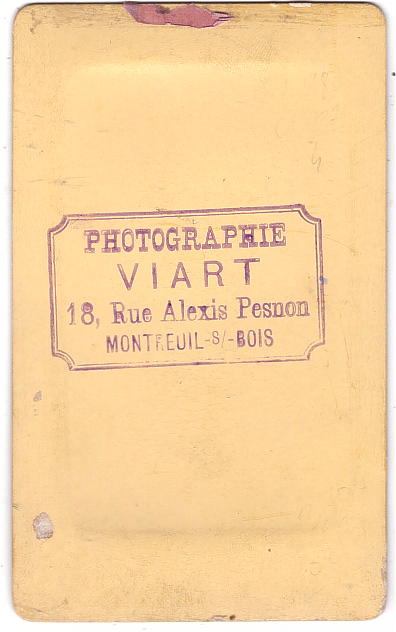 PHOTOGRAPHIE
VIART
18, Rue Alexis Pesnon
MONTREUIL-S/-BOIS